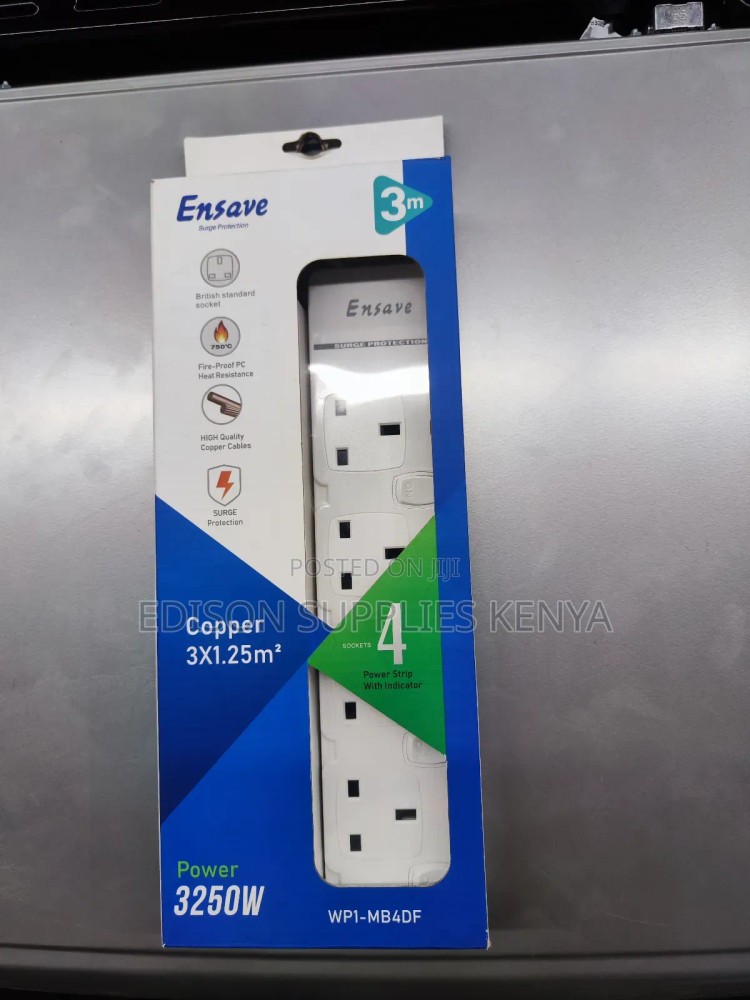 Ensave
Surge Protection
3m
British standard
socket
750°C
Fire-Proof PC
Heat Resistance
HIGH Quality
Copper Cables
SURGE
Protection
Ensave
SURGE PROTECTION
POSTED ON JIJI
EDISON SUPPLIES KENYA
Copper
3X1.25m²
SOCKETS 4
Power Strip
With Indicator
Power
3250W
WP1-MB4DF